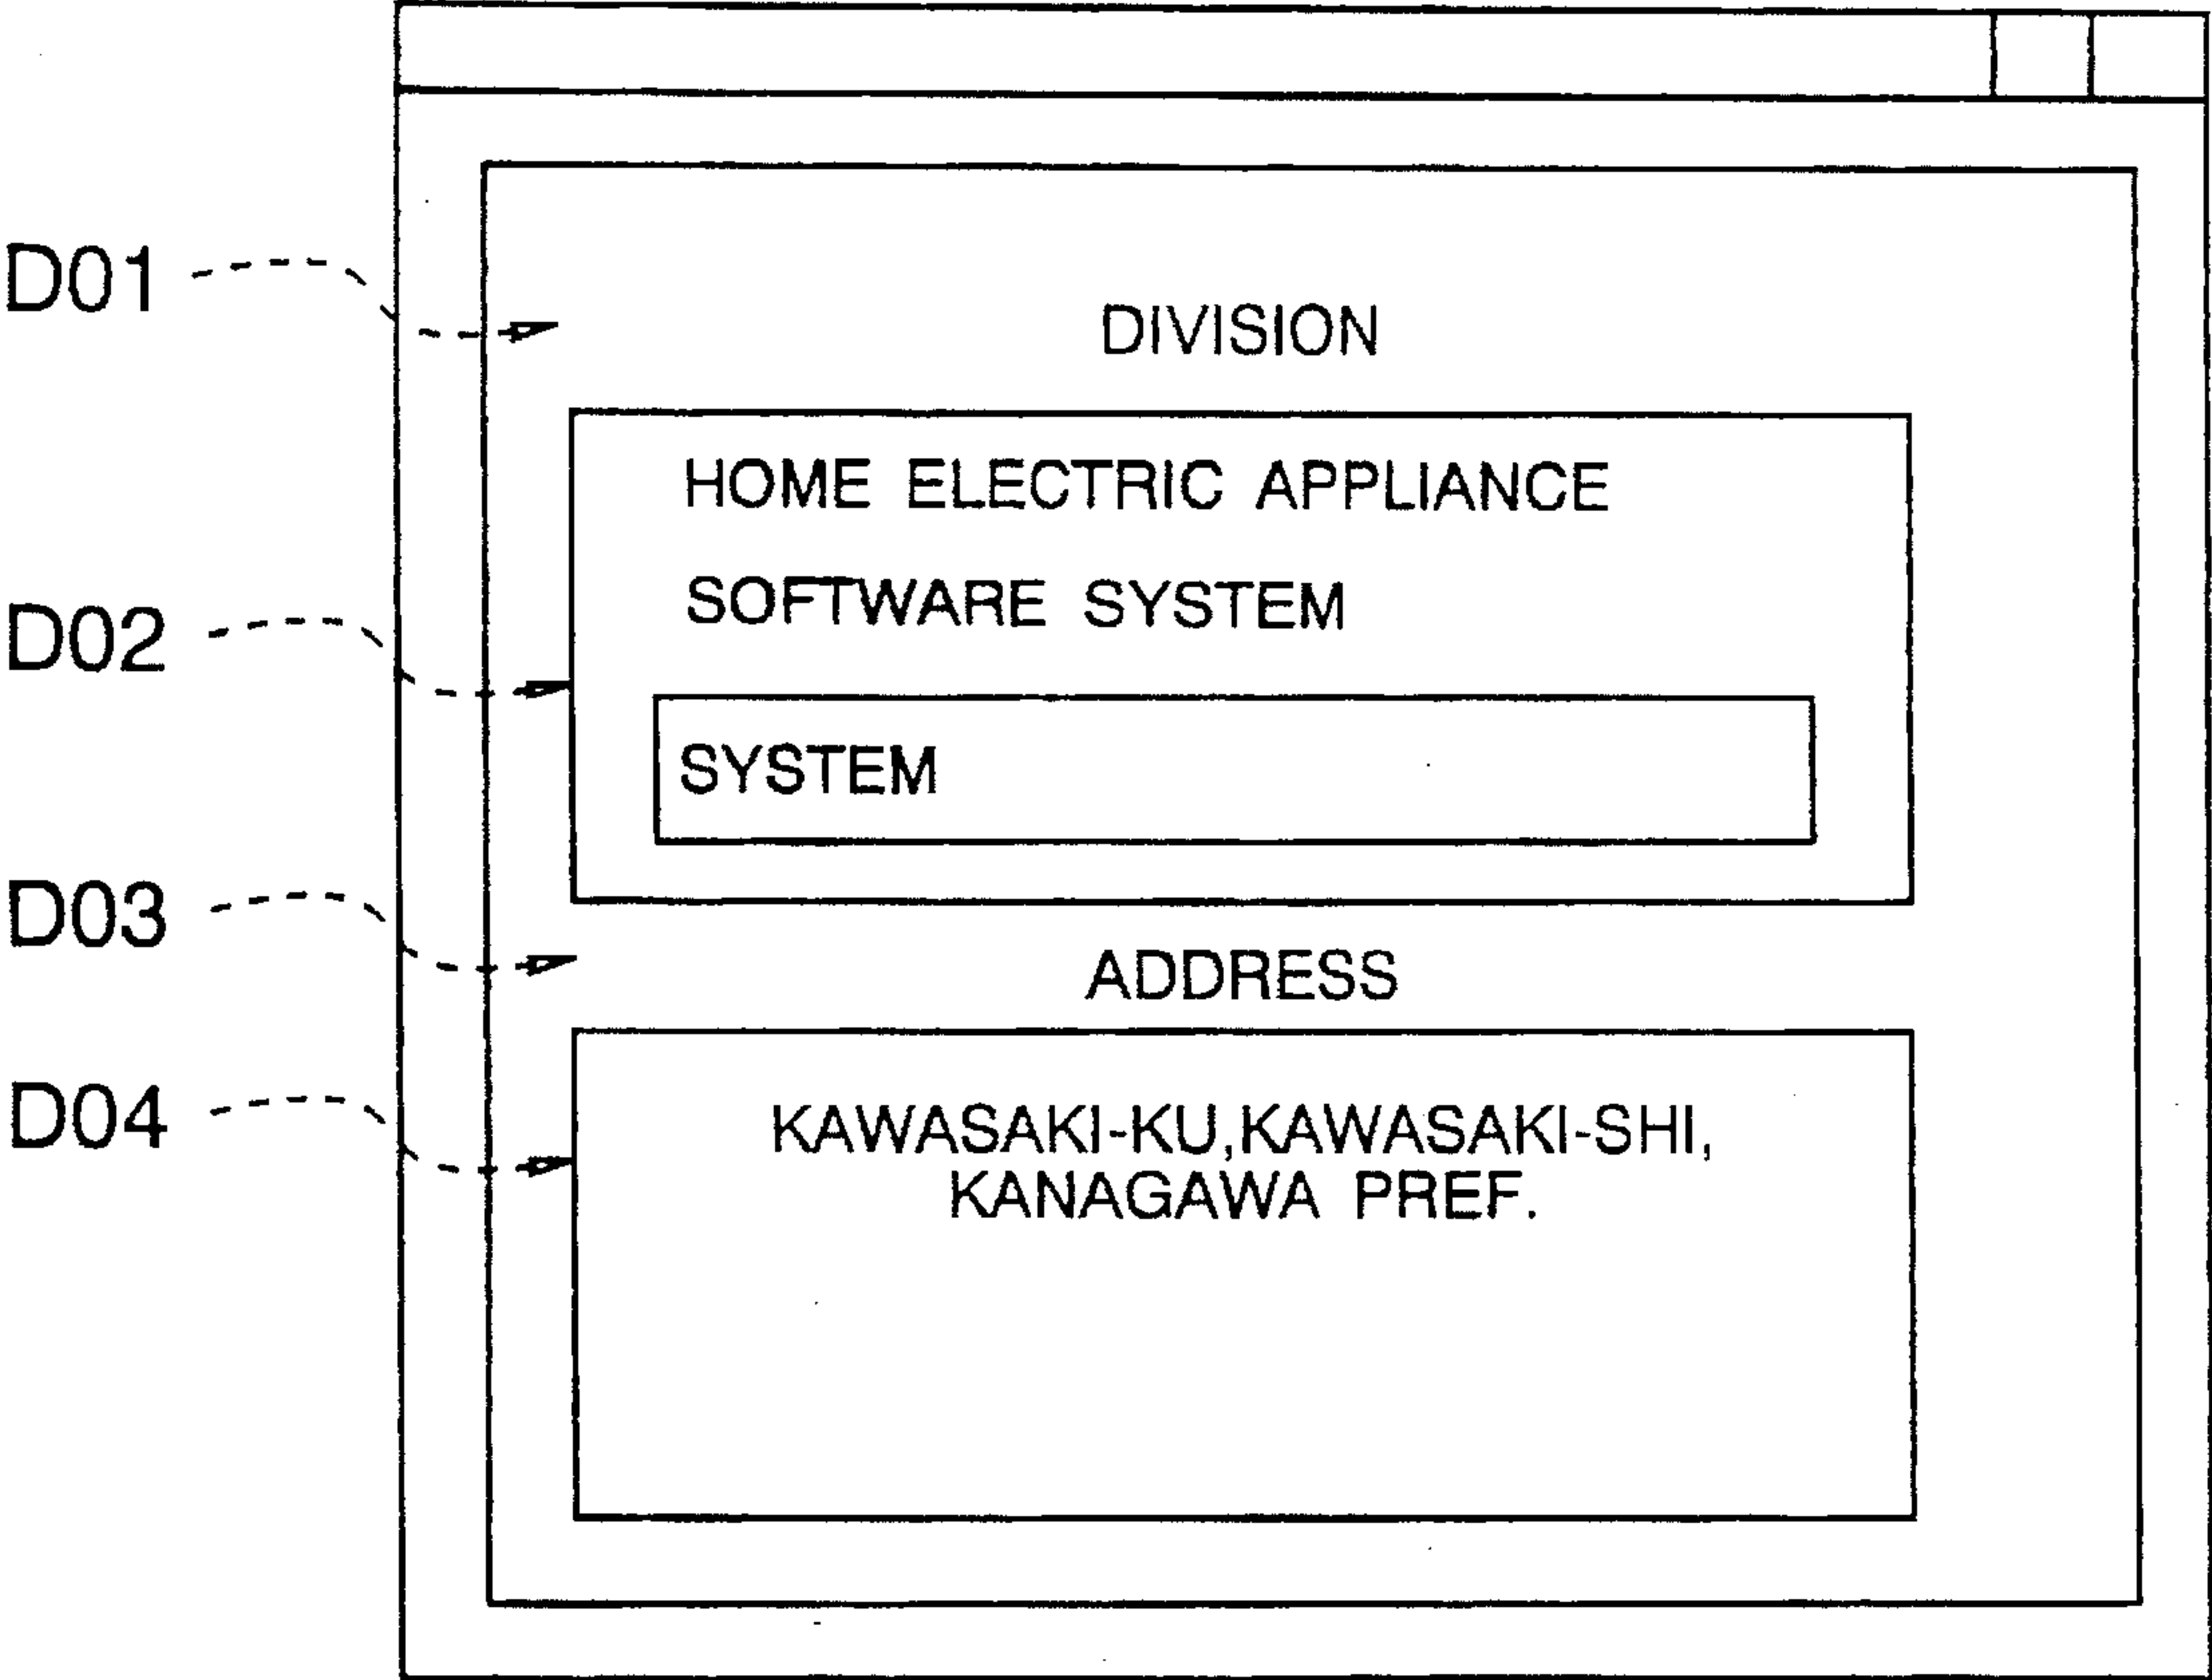 D01
DIVISION
HOME ELECTRIC APPLIANCE
SOFTWARE SYSTEM
D02
SYSTEM
D03
ADDRESS
D04
KAWASAKI-KU,KAWASAKI-SHI,
KANAGAWA PREF.